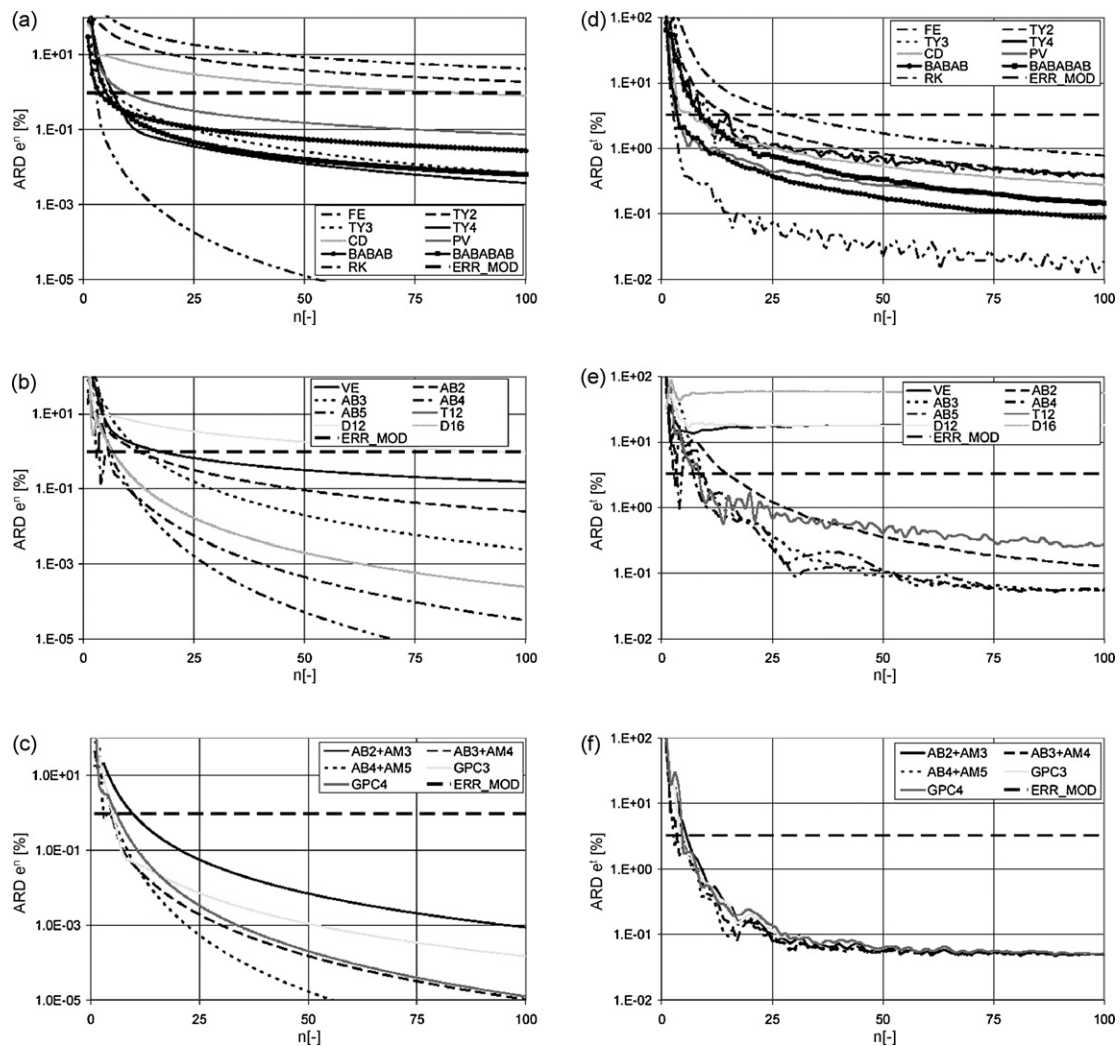 (a)
ARD eⁿ [%]
1.E+01
1.E-01
1.E-03
1.E-05
FE TY2
TY3 TY4
CD PV
BABAB BABABAB
RK ERR_MOD
0 25 50 75 100
n[-]
(d)
ARD eᵗ [%]
1.E+02
1.E+01
1.E+00
1.E-01
1.E-02
FE TY2
TY3 TY4
CD PV
BABAB BABABAB
RK ERR_MOD
0 25 50 75 100
n[-]
(b)
ARD eⁿ [%]
1.E+01
1.E-01
1.E-03
1.E-05
VE AB2
AB3 AB4
AB5 T12
D12 D16
ERR_MOD
0 25 50 75 100
n[-]
(e)
ARD eᵗ [%]
1.E+02
1.E+01
1.E+00
1.E-01
1.E-02
VE AB2
AB3 AB4
AB5 T12
D12 D16
ERR_MOD
0 25 50 75 100
n[-]
(c)
ARD eⁿ [%]
1.0E+01
1.0E-01
1.0E-03
1.0E-05
AB2+AM3 AB3+AM4
AB4+AM5 GPC3
GPC4 ERR_MOD
0 25 50 75 100
n[-]
(f)
ARD eᵗ [%]
1.E+02
1.E+01
1.E+00
1.E-01
1.E-02
AB2+AM3 AB3+AM4
AB4+AM5 GPC3
GPC4 ERR_MOD
0 25 50 75 100
n[-]